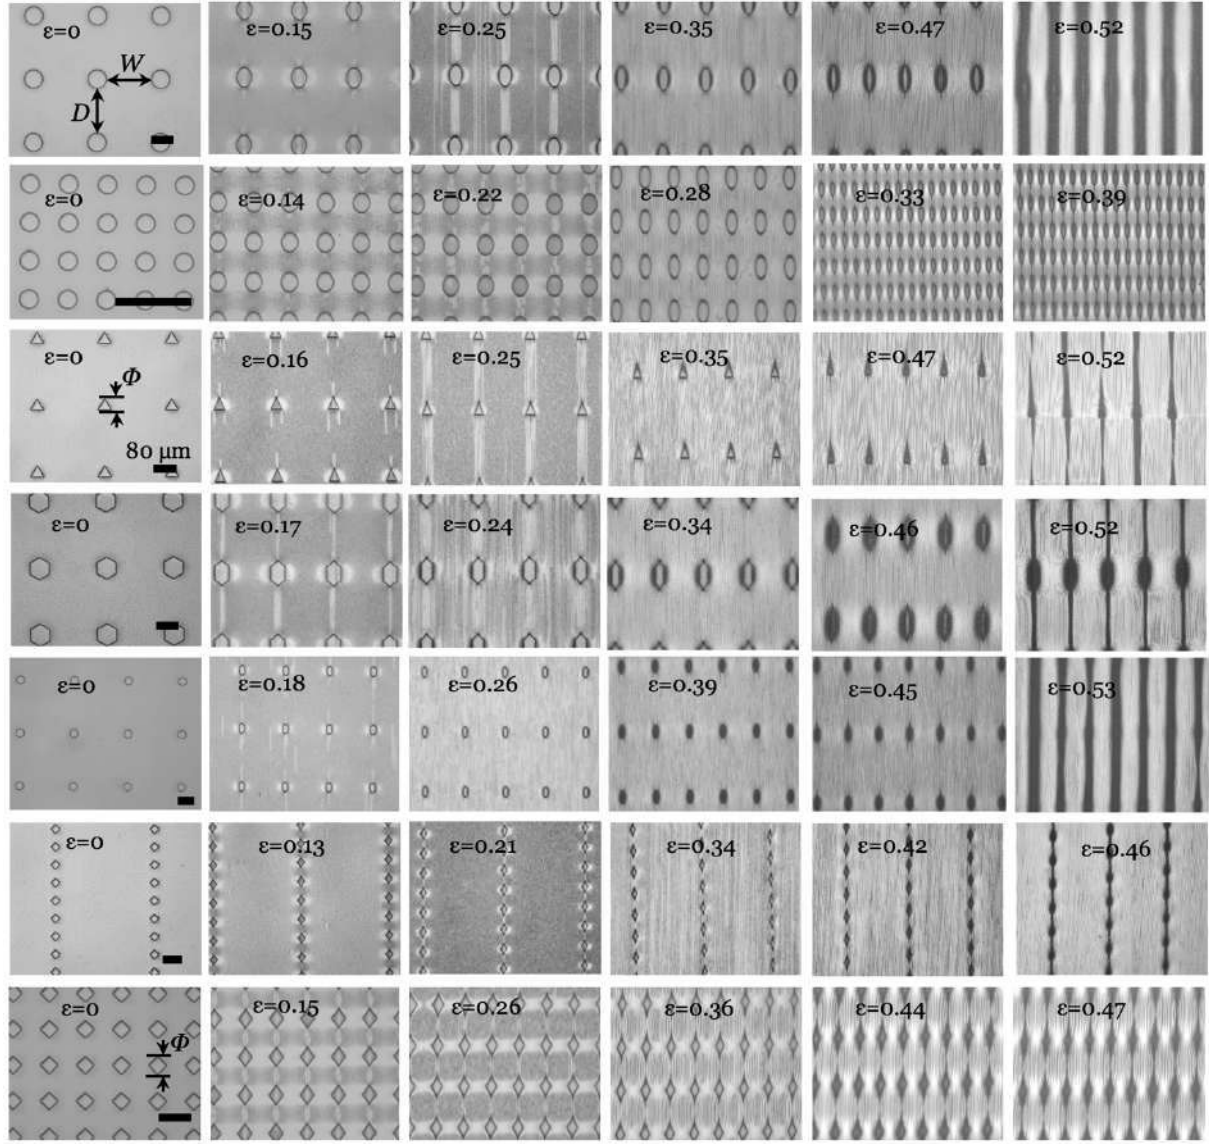 ε=0
ε=0.15
ε=0.25
ε=0.35
ε=0.47
ε=0.52
W
D
ε=0
ε=0.14
ε=0.22
ε=0.28
ε=0.33
ε=0.39
ε=0
ε=0.16
ε=0.25
ε=0.35
ε=0.47
ε=0.52
Φ
80 μm
ε=0
ε=0.17
ε=0.24
ε=0.34
ε=0.46
ε=0.52
ε=0
ε=0.18
ε=0.26
ε=0.39
ε=0.45
ε=0.53
ε=0
ε=0.13
ε=0.21
ε=0.34
ε=0.42
ε=0.46
ε=0
ε=0.15
ε=0.26
ε=0.36
ε=0.44
ε=0.47
Φ